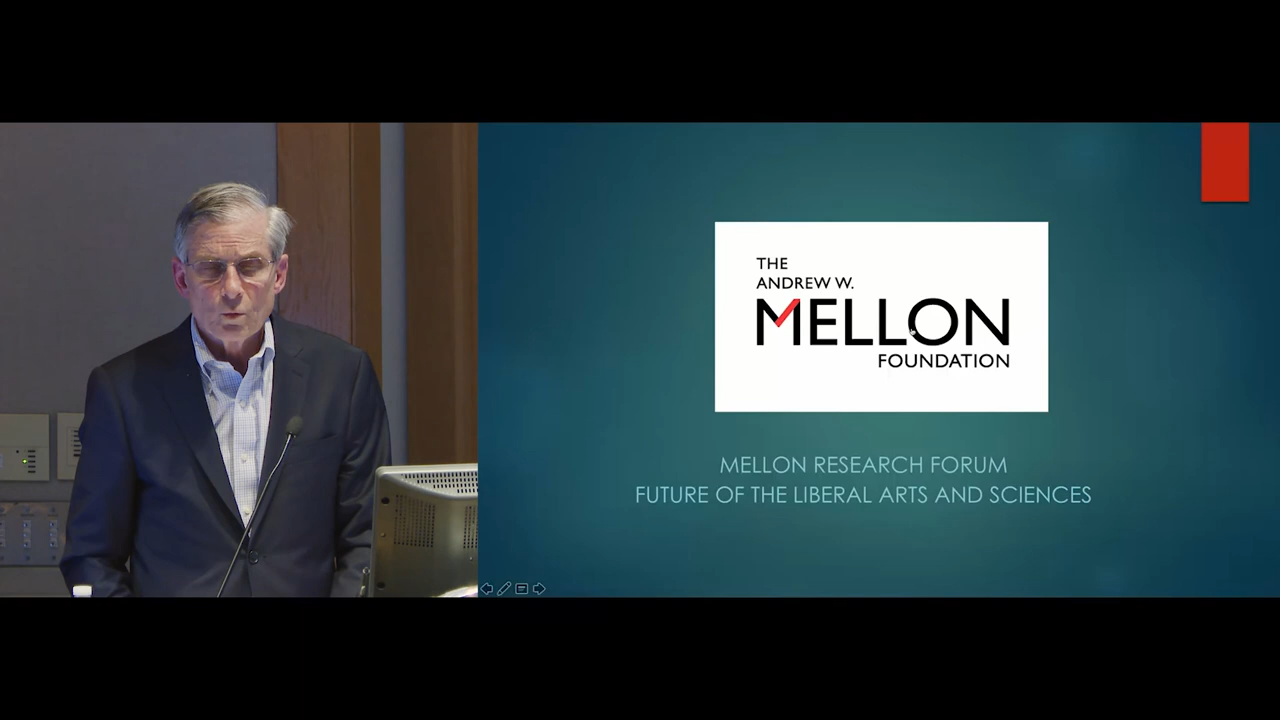 THE
ANDREW W.
MELLON
FOUNDATION
MELLON RESEARCH FORUM
FUTURE OF THE LIBERAL ARTS AND SCIENCES